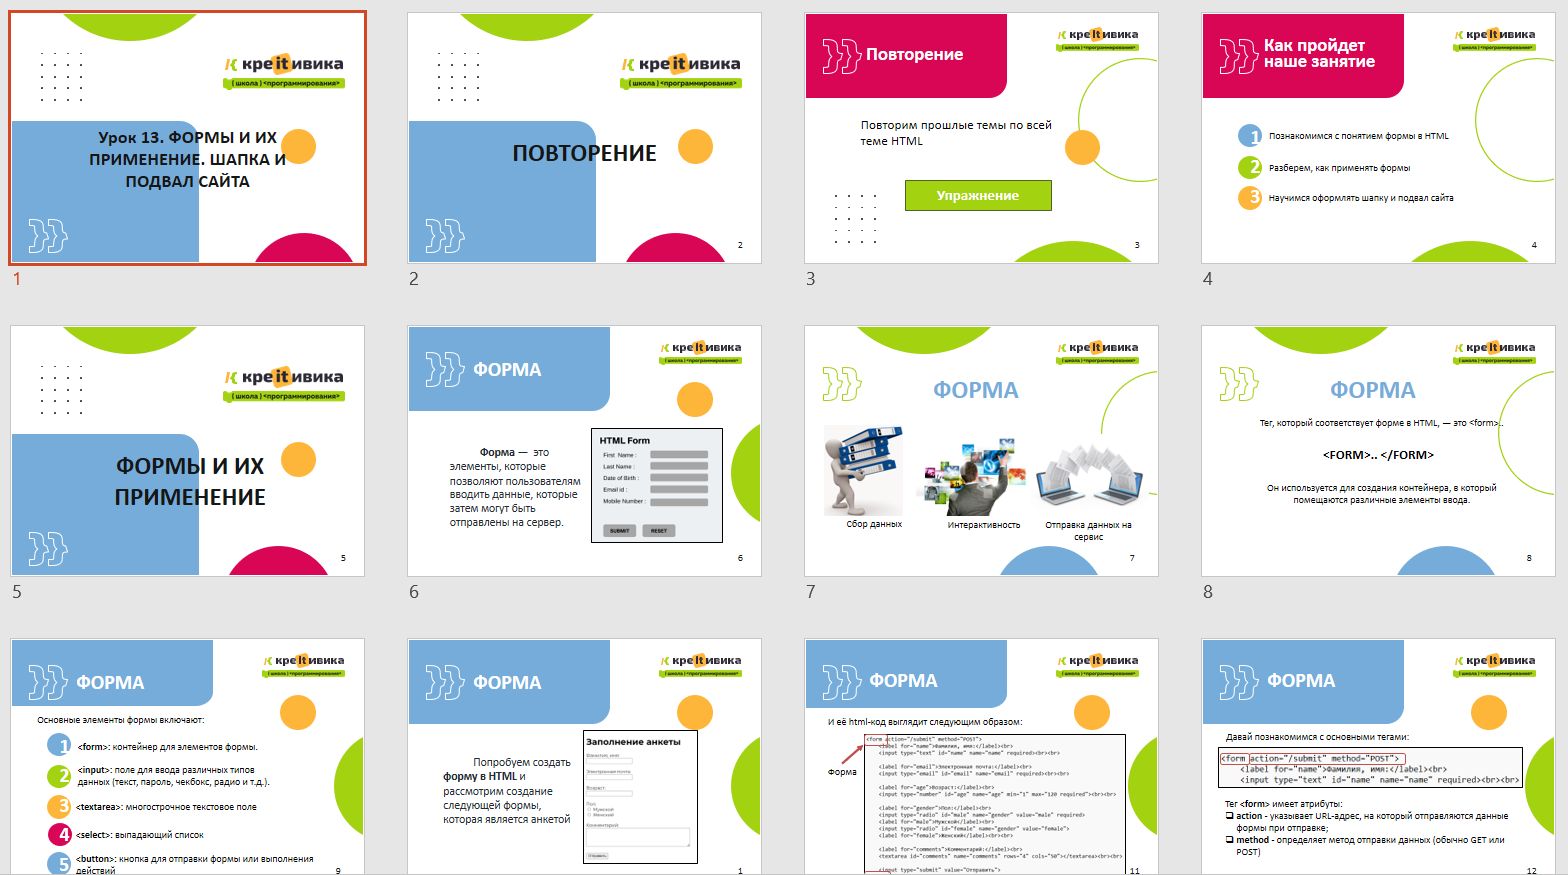 креitивика
{ школа } <программирования>
Урок 13. ФОРМЫ И ИХ
ПРИМЕНЕНИЕ. ШАПКА И
ПОДВАЛ САЙТА
1
креitивика
{ школа } <программирования>
ПОВТОРЕНИЕ
2
2
Повторение
креitивика
{ школа } <программирования>
Повторим прошлые темы по всей
теме HTML
Упражнение
3
3
Как пройдет
наше занятие
креitивика
{ школа } <программирования>
1 Познакомимся с понятием формы в HTML
2 Разберем, как применять формы
3 Научимся оформлять шапку и подвал сайта
4
4
креitивика
{ школа } <программирования>
ФОРМЫ И ИХ
ПРИМЕНЕНИЕ
5
5
ФОРМА
креitивика
{ школа } <программирования>
Форма — это
элементы, которые
позволяют пользователям
вводить данные, которые
затем могут быть
отправлены на сервер.
HTML Form
First Name :
Last Name :
Date of Birth :
Email id :
Mobile Number :
SUBMIT RESET
6
6
креitивика
{ школа } <программирования>
ФОРМА
Сбор данных
Интерактивность
Отправка данных на
сервис
7
7
креitивика
{ школа } <программирования>
ФОРМА
Тег, который соответствует форме в HTML, — это <form>..
<FORM>.. </FORM>
Он используется для создания контейнера, в который
помещаются различные элементы ввода.
8
8
ФОРМА
креitивика
{ школа } <программирования>
Основные элементы формы включают:
1 <form>: контейнер для элементов формы.
2 <input>: поле для ввода различных типов
данных (текст, пароль, чекбокс, радио и т.д.).
3 <textarea>: многострочное текстовое поле
4 <select>: выпадающий список
5 <button>: кнопка для отправки формы или выполнения
действий
9
ФОРМА
креitивика
{ школа } <программирования>
Попробуем создать
форму в HTML и
рассмотрим создание
следующей формы,
которая является анкетой
Заполнение анкеты
Фамилия, имя:
Электронная почта:
Возраст:
Пол:
Мужской
Женский
Комментарий:
Отправить
1
ФОРМА
креitивика
{ школа } <программирования>
И её html-код выглядит следующим образом:
Форма
<form action="/submit" method="POST">
<label for="name">Фамилия, имя:</label><br>
<input type="text" id="name" name="name" required><br><br>
<label for="email">Электронная почта:</label><br>
<input type="email" id="email" name="email" required><br><br>
<label for="age">Возраст:</label><br>
<input type="number" id="age" name="age" min="1" max="120 required"><br><br>
<label for="gender">Пол:</label><br>
<input type="radio" id="male" name="gender" value="male" required>
<label for="male">Мужской</label><br>
<input type="radio" id="female" name="gender" value="female">
<label for="female">Женский</label><br><br>
<label for="comments">Комментарий:</label><br>
<textarea id="comments" name="comments" rows="4" cols="50"></textarea><br><br>
<input type="submit" value="Отправить">
11
ФОРМА
креitивика
{ школа } <программирования>
Давай познакомимся с основными тегами:
<form action="/submit" method="POST">
<label for="name">Фамилия, имя:</label><br>
<input type="text" id="name" name="name" required><br><br>
Тег <form> имеет атрибуты:
action - указывает URL-адрес, на который отправляются данные
формы при отправке;
method - определяет метод отправки данных (обычно GET или
POST)
12